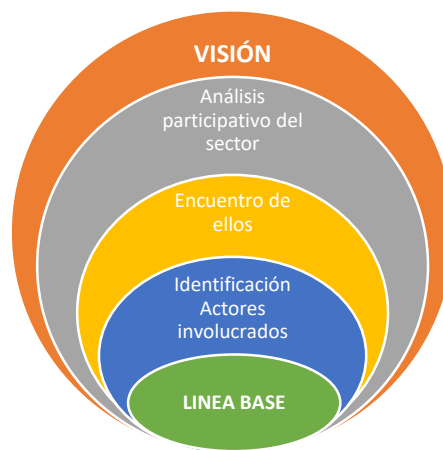 VISIÓN
Análisis
participativo del
sector
Encuentro de
ellos
Identificación
Actores
involucrados
LINEA BASE